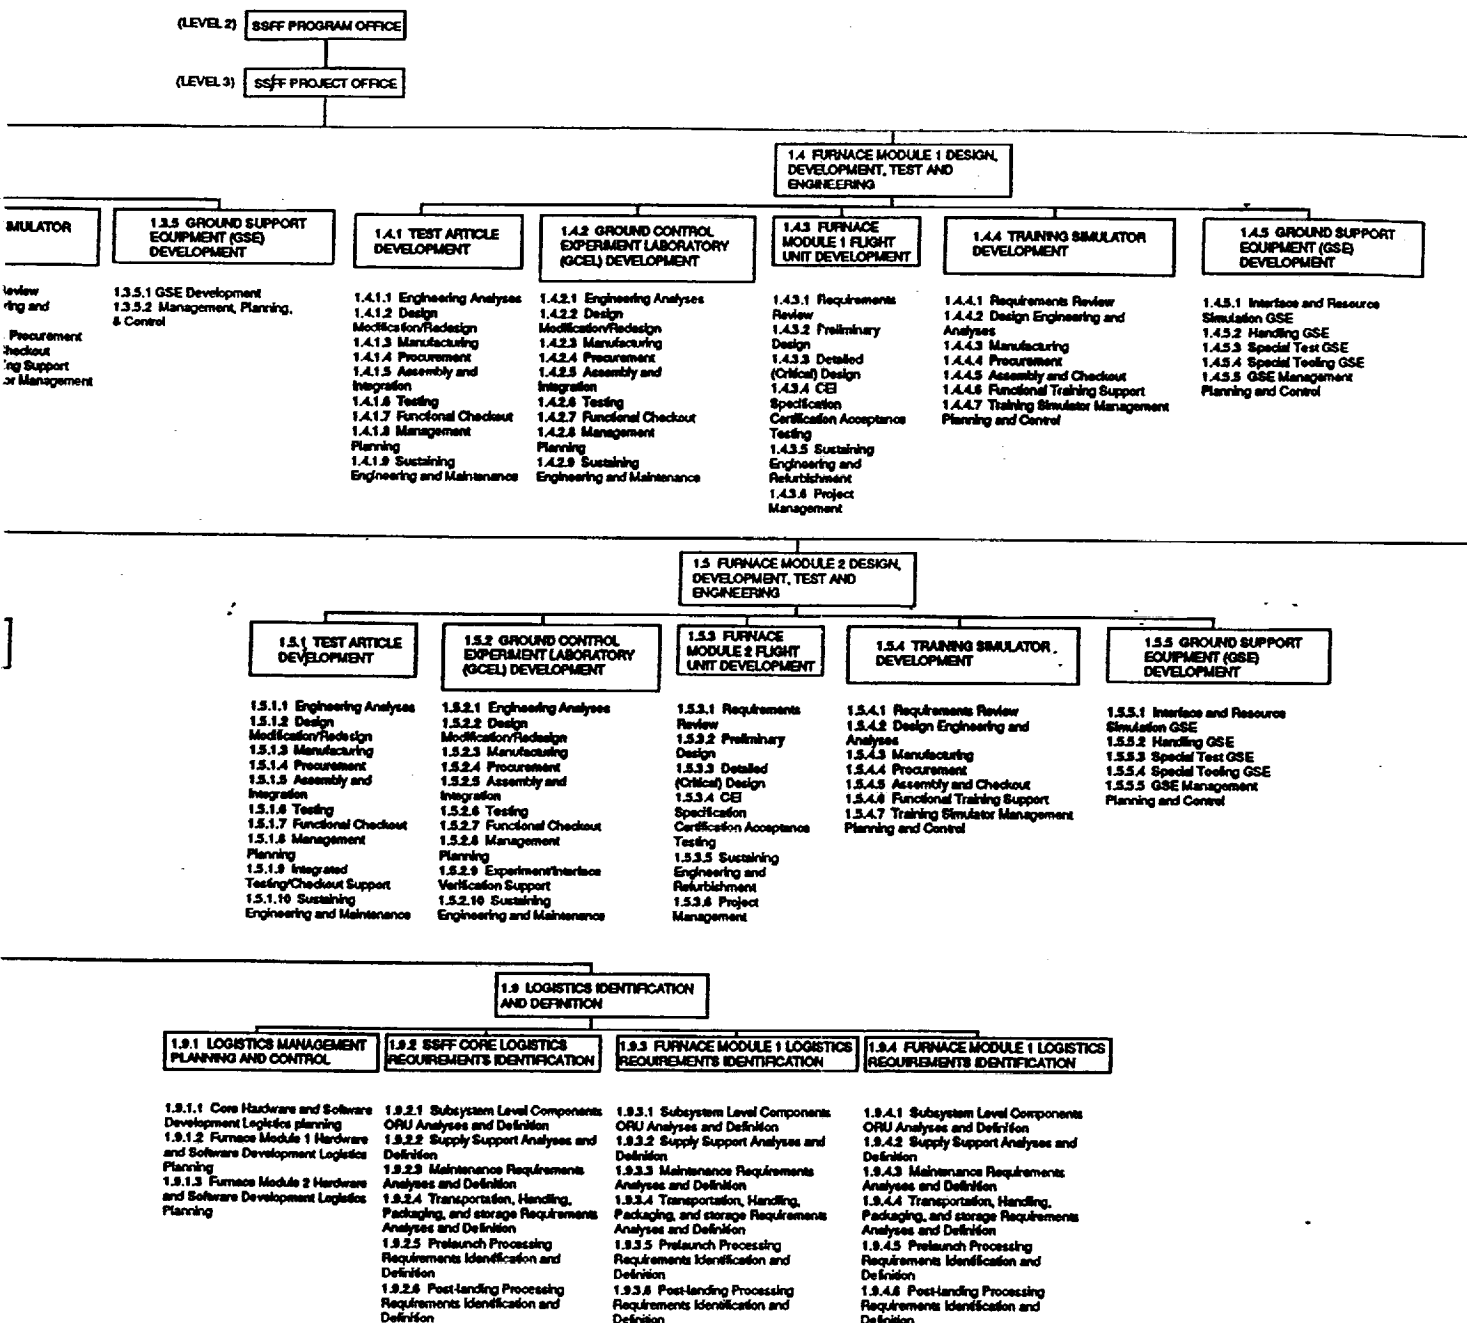 (LEVEL 2) SSFF PROGRAM OFFICE
(LEVEL 3) SSFF PROJECT OFFICE
1.4 FURNACE MODULE 1 DESIGN,
DEVELOPMENT, TEST AND
ENGINEERING
MULATOR
1.3.5 GROUND SUPPORT
EQUIPMENT (GSE)
DEVELOPMENT
1.4.1 TEST ARTICLE
DEVELOPMENT
1.4.2 GROUND CONTROL
EXPERIMENT LABORATORY
(GCEL) DEVELOPMENT
1.4.3 FURNACE
MODULE 1 FLIGHT
UNIT DEVELOPMENT
1.4.4 TRAINING SIMULATOR
DEVELOPMENT
1.4.5 GROUND SUPPORT
EQUIPMENT (GSE)
DEVELOPMENT
Review
ring and
Procurement
Checkout
ing Support
or Management
1.3.5.1 GSE Development
1.3.5.2 Management, Planning,
& Control
1.4.1.1 Engineering Analyses
1.4.1.2 Design
Modification/Redesign
1.4.1.3 Manufacturing
1.4.1.4 Procurement
1.4.1.5 Assembly and
Integration
1.4.1.6 Testing
1.4.1.7 Functional Checkout
1.4.1.8 Management
Planning
1.4.1.9 Sustaining
Engineering and Maintenance
1.4.2.1 Engineering Analyses
1.4.2.2 Design
Modification/Redesign
1.4.2.3 Manufacturing
1.4.2.4 Procurement
1.4.2.5 Assembly and
Integration
1.4.2.6 Testing
1.4.2.7 Functional Checkout
1.4.2.8 Management
Planning
1.4.2.9 Sustaining
Engineering and Maintenance
1.4.3.1 Requirements
Review
1.4.3.2 Preliminary
Design
1.4.3.3 Detailed
(Critical) Design
1.4.3.4 CEI
Specification
Certification Acceptance
Testing
1.4.3.5 Sustaining
Engineering and
Refurbishment
1.4.3.6 Project
Management
1.4.4.1 Requirements Review
1.4.4.2 Design Engineering and
Analyses
1.4.4.3 Manufacturing
1.4.4.4 Procurement
1.4.4.5 Assembly and Checkout
1.4.4.6 Functional Training Support
1.4.4.7 Training Simulator Management
Planning and Control
1.4.5.1 Interface and Resource
Simulation GSE
1.4.5.2 Handling GSE
1.4.5.3 Special Test GSE
1.4.5.4 Special Tooling GSE
1.4.5.5 GSE Management
Planning and Control
1.5 FURNACE MODULE 2 DESIGN,
DEVELOPMENT, TEST AND
ENGINEERING
1.5.1 TEST ARTICLE
DEVELOPMENT
1.5.2 GROUND CONTROL
EXPERIMENT LABORATORY
(GCEL) DEVELOPMENT
1.5.3 FURNACE
MODULE 2 FLIGHT
UNIT DEVELOPMENT
1.5.4 TRAINING SIMULATOR
DEVELOPMENT
1.5.5 GROUND SUPPORT
EQUIPMENT (GSE)
DEVELOPMENT
1.5.1.1 Engineering Analyses
1.5.1.2 Design
Modification/Redesign
1.5.1.3 Manufacturing
1.5.1.4 Procurement
1.5.1.5 Assembly and
Integration
1.5.1.6 Testing
1.5.1.7 Functional Checkout
1.5.1.8 Management
Planning
1.5.1.9 Integrated
Testing/Checkout Support
1.5.1.10 Sustaining
Engineering and Maintenance
1.5.2.1 Engineering Analyses
1.5.2.2 Design
Modification/Redesign
1.5.2.3 Manufacturing
1.5.2.4 Procurement
1.5.2.5 Assembly and
Integration
1.5.2.6 Testing
1.5.2.7 Functional Checkout
1.5.2.8 Management
Planning
1.5.2.9 Experiment/Interface
Verification Support
1.5.2.10 Sustaining
Engineering and Maintenance
1.5.3.1 Requirements
Review
1.5.3.2 Preliminary
Design
1.5.3.3 Detailed
(Critical) Design
1.5.3.4 CEI
Specification
Certification Acceptance
Testing
1.5.3.5 Sustaining
Engineering and
Refurbishment
1.5.3.6 Project
Management
1.5.4.1 Requirements Review
1.5.4.2 Design Engineering and
Analyses
1.5.4.3 Manufacturing
1.5.4.4 Procurement
1.5.4.5 Assembly and Checkout
1.5.4.6 Functional Training Support
1.5.4.7 Training Simulator Management
Planning and Control
1.5.5.1 Interface and Resource
Simulation GSE
1.5.5.2 Handling GSE
1.5.5.3 Special Test GSE
1.5.5.4 Special Tooling GSE
1.5.5.5 GSE Management
Planning and Control
1.9 LOGISTICS IDENTIFICATION
AND DEFINITION
1.9.1 LOGISTICS MANAGEMENT
PLANNING AND CONTROL
1.9.2 SSFF CORE LOGISTICS
REQUIREMENTS IDENTIFICATION
1.9.3 FURNACE MODULE 1 LOGISTICS
REQUIREMENTS IDENTIFICATION
1.9.4 FURNACE MODULE 1 LOGISTICS
REQUIREMENTS IDENTIFICATION
1.9.1.1 Core Hardware and Software
Development Logistics planning
1.9.1.2 Furnace Module 1 Hardware
and Software Development Logistics
Planning
1.9.1.3 Furnace Module 2 Hardware
and Software Development Logistics
Planning
1.9.2.1 Subsystem Level Components
ORU Analyses and Definition
1.9.2.2 Supply Support Analyses and
Definition
1.9.2.3 Maintenance Requirements
Analyses and Definition
1.9.2.4 Transportation, Handling,
Packaging, and storage Requirements
Analyses and Definition
1.9.2.5 Prelaunch Processing
Requirements Identification and
Definition
1.9.2.6 Post-landing Processing
Requirements Identification and
Definition
1.9.3.1 Subsystem Level Components
ORU Analyses and Definition
1.9.3.2 Supply Support Analyses and
Definition
1.9.3.3 Maintenance Requirements
Analyses and Definition
1.9.3.4 Transportation, Handling,
Packaging, and storage Requirements
Analyses and Definition
1.9.3.5 Prelaunch Processing
Requirements Identification and
Definition
1.9.3.6 Post-landing Processing
Requirements Identification and
Definition
1.9.4.1 Subsystem Level Components
ORU Analyses and Definition
1.9.4.2 Supply Support Analyses and
Definition
1.9.4.3 Maintenance Requirements
Analyses and Definition
1.9.4.4 Transportation, Handling,
Packaging, and storage Requirements
Analyses and Definition
1.9.4.5 Prelaunch Processing
Requirements Identification and
Definition
1.9.4.6 Post-landing Processing
Requirements Identification and
Definition